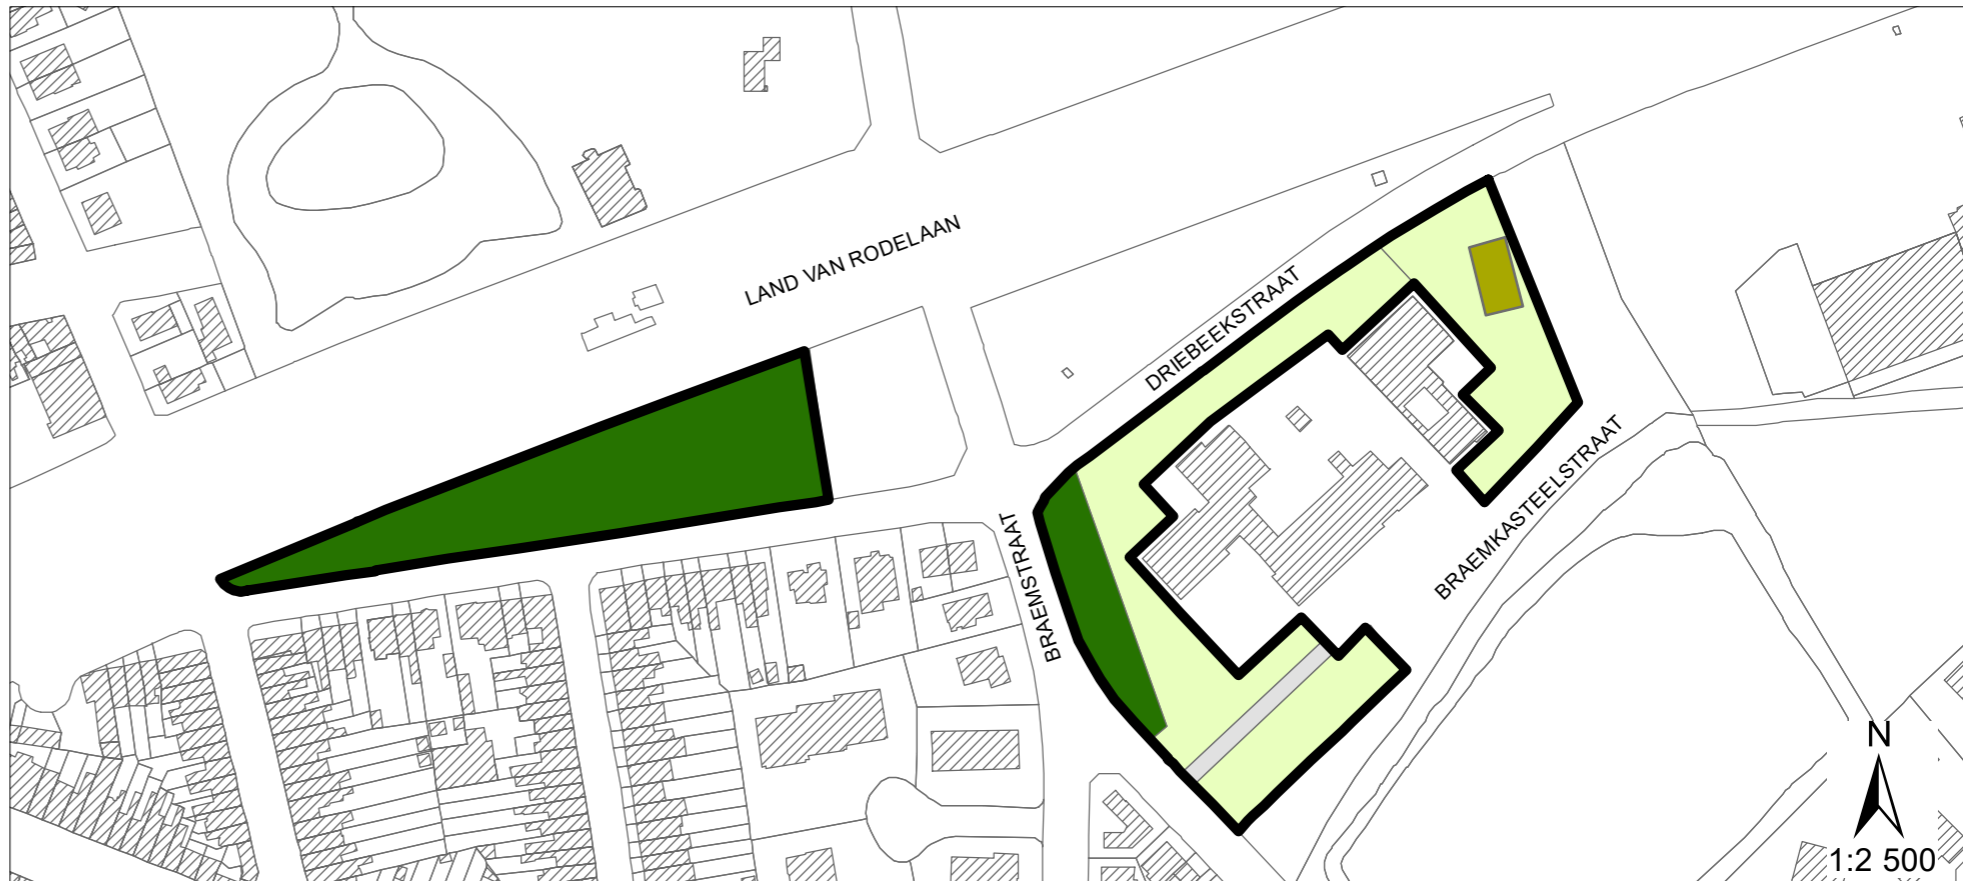 LAND VAN RODELAAN
DRIEBEEKSTRAAT
BRAEMSTRAAT
BRAEMKASTEELSTRAAT
N
1:2 500